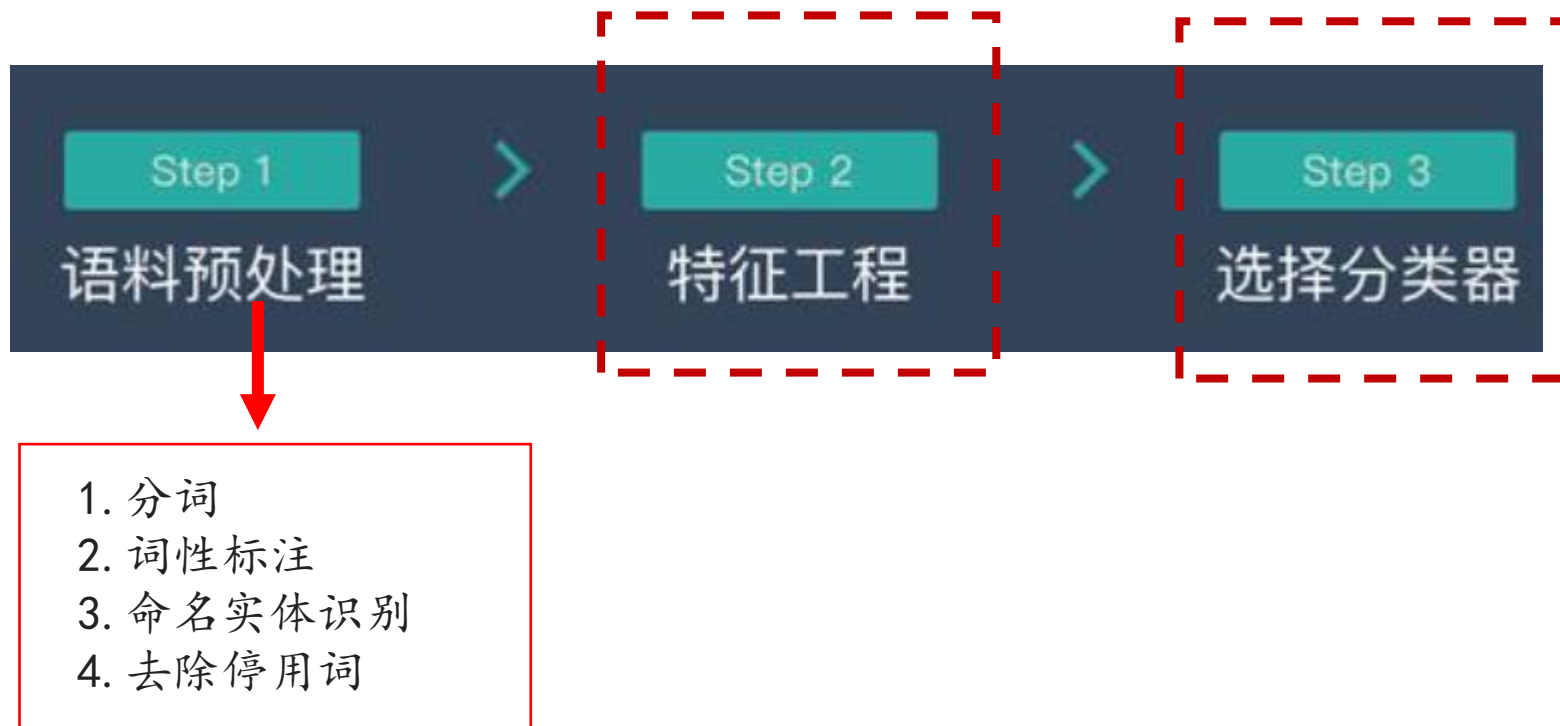 Step 1
Step 2
Step 3
语料预处理
特征工程
选择分类器
1. 分词
2. 词性标注
3. 命名实体识别
4. 去除停用词